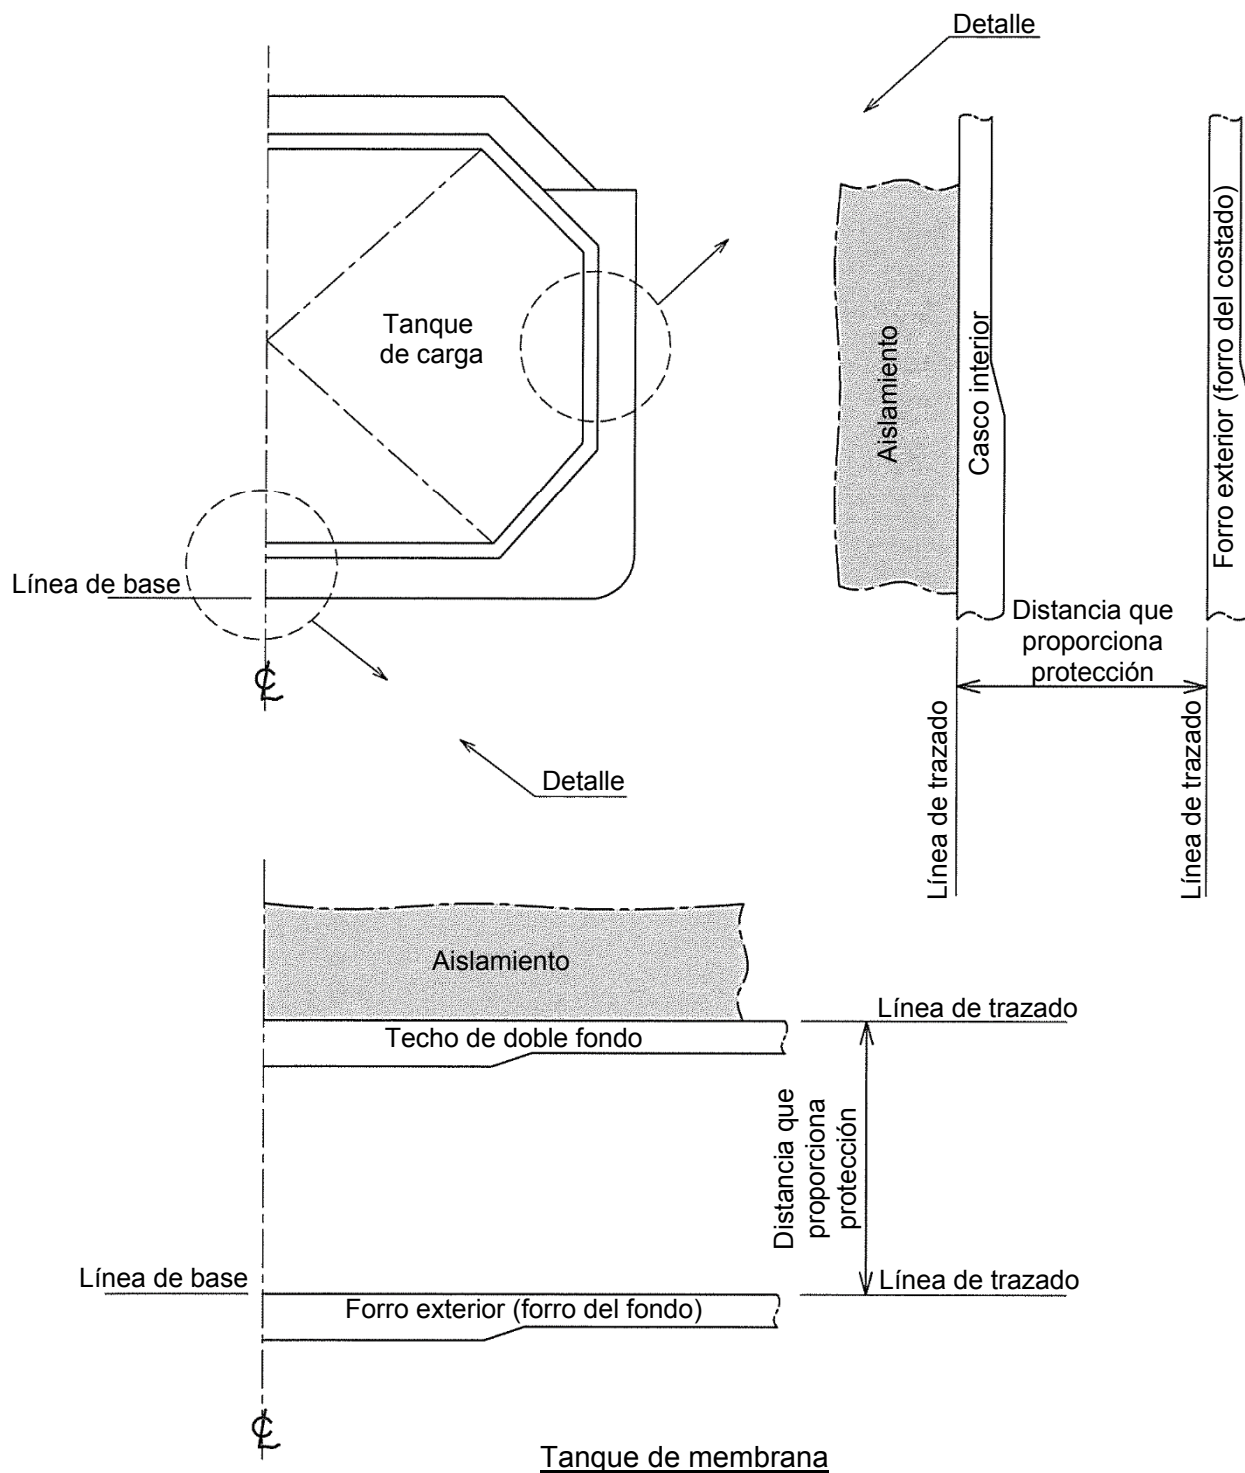 Detalle
Tanque
de carga
Línea de base
Aislamiento
Casco interior
Forro exterior (forro del costado)
Distancia que
proporciona
protección
Línea de trazado
Línea de trazado
Detalle
Aislamiento
Línea de trazado
Techo de doble fondo
Distancia que
proporciona
protección
Línea de base
Línea de trazado
Forro exterior (forro del fondo)
Tanque de membrana